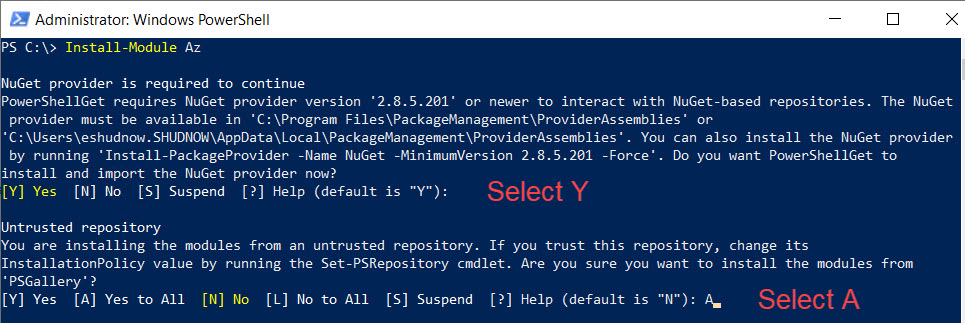 Administrator: Windows PowerShell
PS C:\> Install-Module Az
NuGet provider is required to continue
PowerShellGet requires NuGet provider version '2.8.5.201' or newer to interact with NuGet-based repositories. The NuGet
provider must be available in 'C:\Program Files\PackageManagement\ProviderAssemblies' or
'C:\Users\eshudnow.SHUDNOW\AppData\Local\PackageManagement\ProviderAssemblies'. You can also install the NuGet provider
by running 'Install-PackageProvider -Name NuGet -MinimumVersion 2.8.5.201 -Force'. Do you want PowerShellGet to
install and import the NuGet provider now?
[Y] Yes  [N] No  [S] Suspend  [?] Help (default is "Y"): Select Y
Untrusted repository
You are installing the modules from an untrusted repository. If you trust this repository, change its
InstallationPolicy value by running the Set-PSRepository cmdlet. Are you sure you want to install the modules from
'PSGallery'?
[Y] Yes  [A] Yes to All  [N] No  [L] No to All  [S] Suspend  [?] Help (default is "N"): A Select A